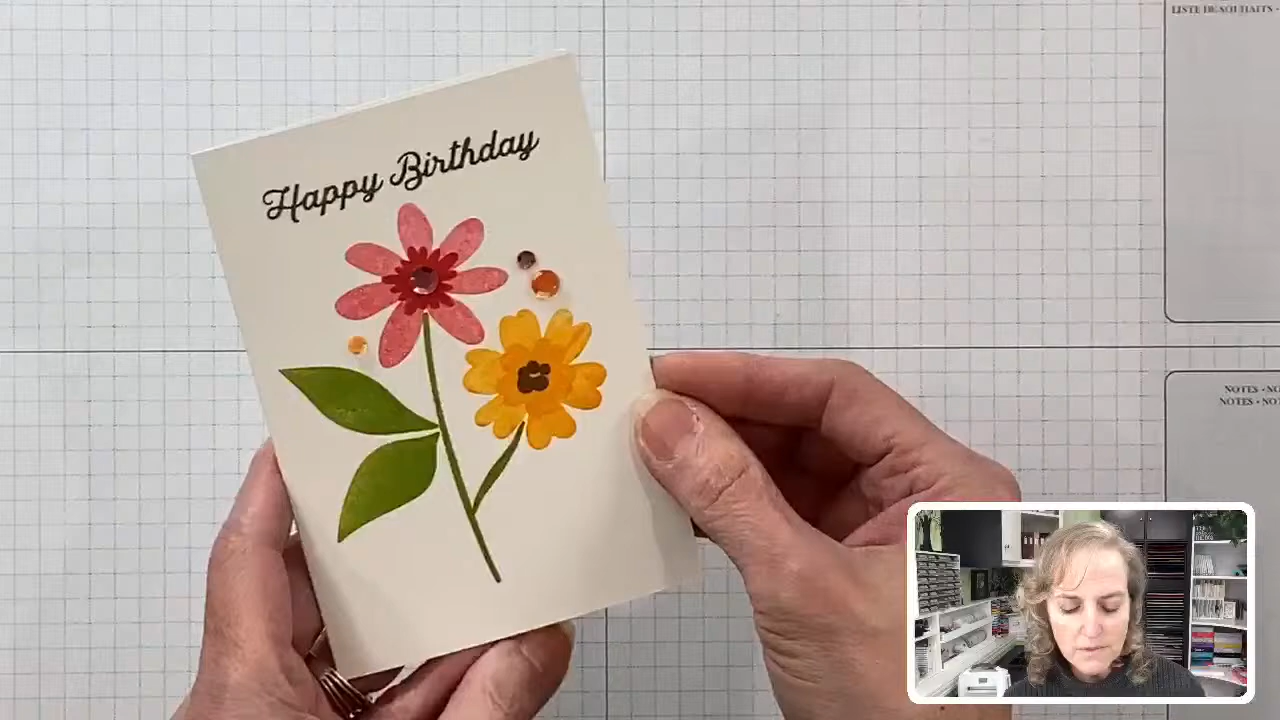 Happy Birthday
LISTE DE SOUHAITS •
NOTES • NO
NOTES • NO